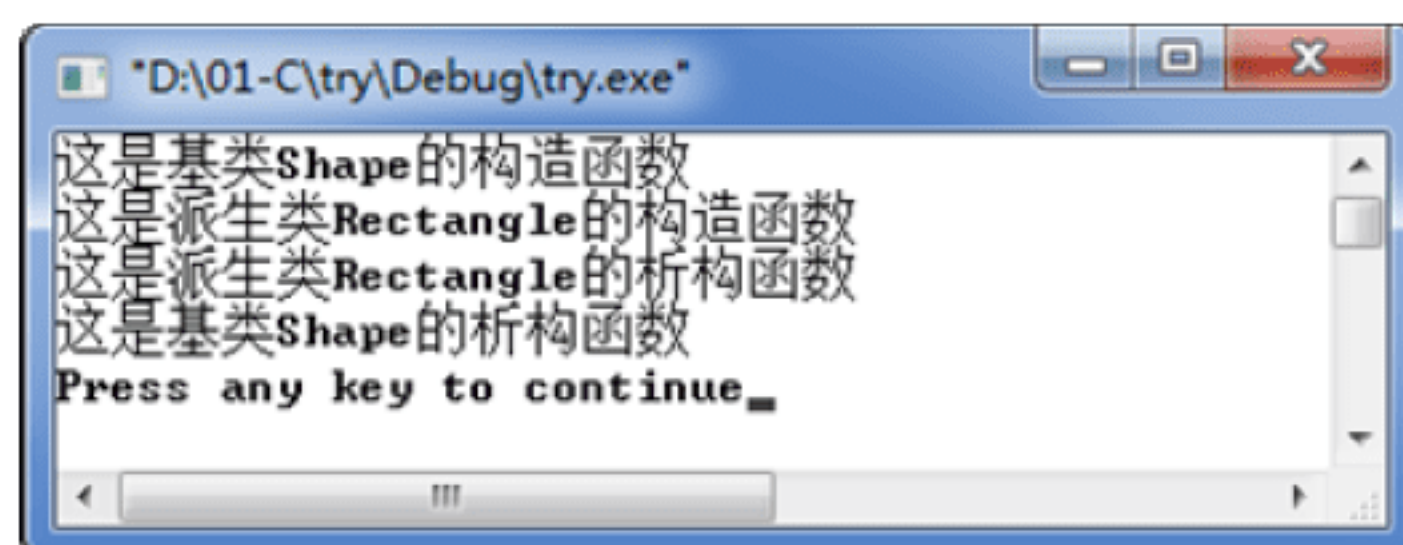 "D:\01-C\try\Debug\try.exe"
这是基类Shape的构造函数
这是派生类Rectangle的构造函数
这是派生类Rectangle的析构函数
这是基类Shape的析构函数
Press any key to continue_